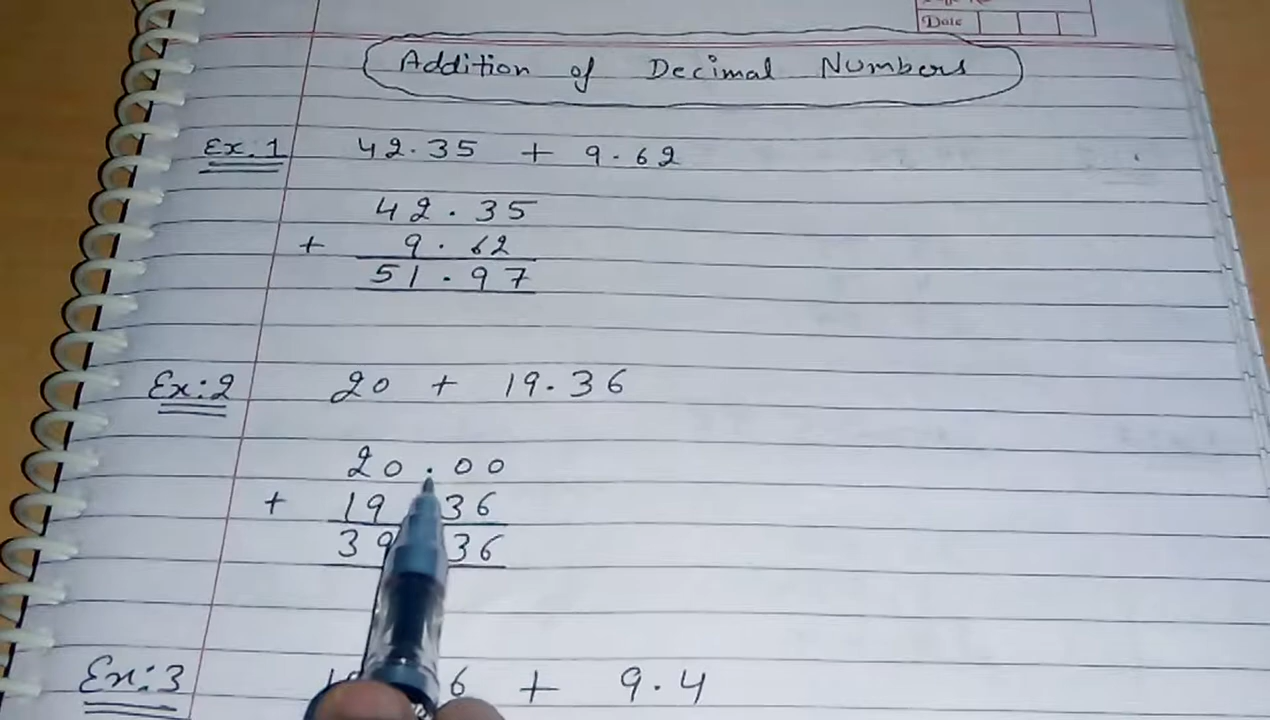 Date
Addition of Decimal Numbers
Ex. 1 42.35 + 9.62
42.35
+ 9.62
51.97
Ex:2 20 + 19.36
20.00
+ 19 36
39 36
Ex:3 6 + 9.4